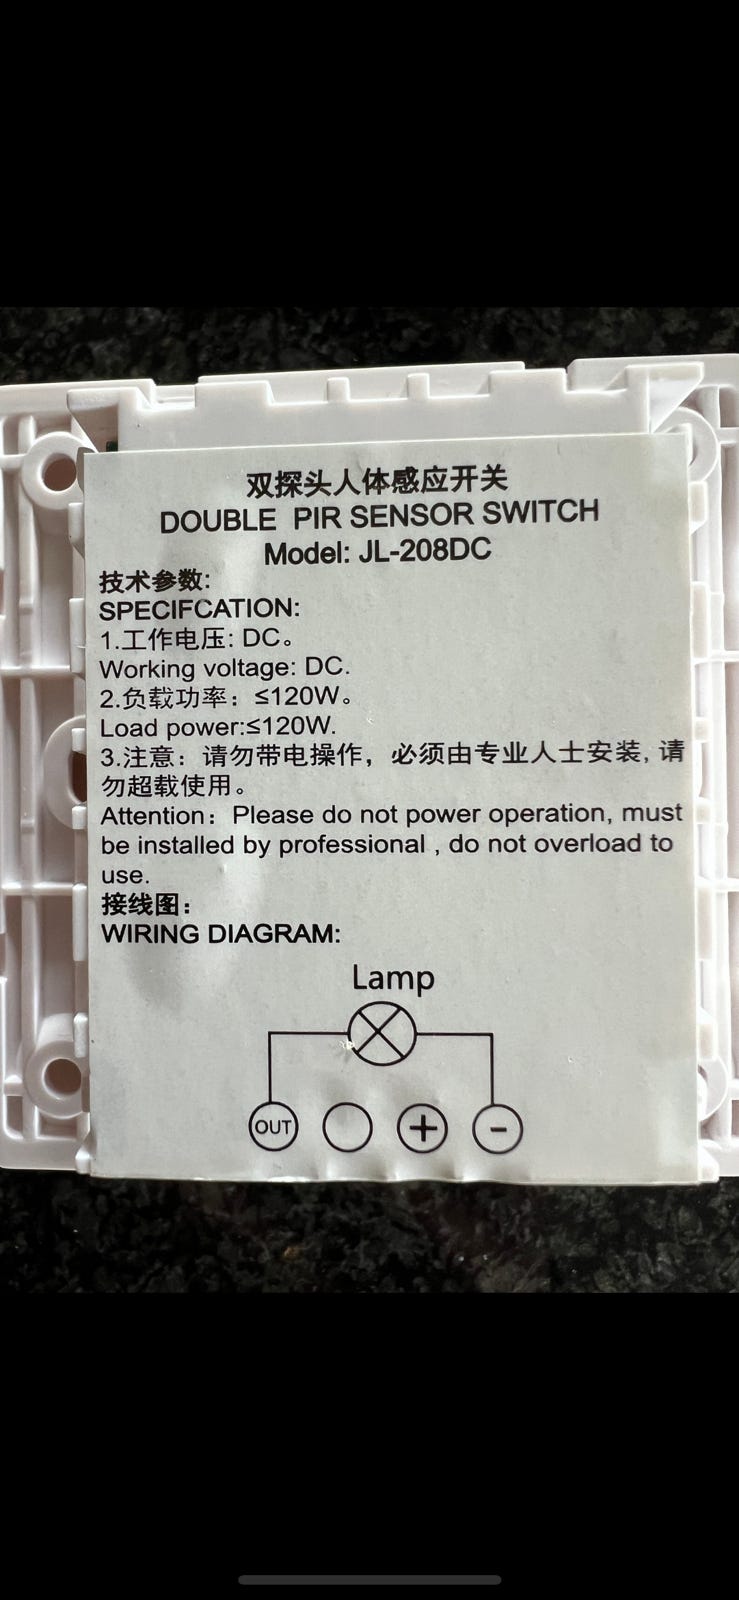 双探头人体感应开关
DOUBLE PIR SENSOR SWITCH
Model: JL-208DC
技术参数:
SPECIFCATION:
1.工作电压: DC。
Working voltage: DC.
2.负载功率：≤120W。
Load power:≤120W.
3.注意：请勿带电操作，必须由专业人士安装, 请
勿超载使用。
Attention：Please do not power operation, must
be installed by professional , do not overload to
use.
接线图：
WIRING DIAGRAM:
Lamp
OUT + -